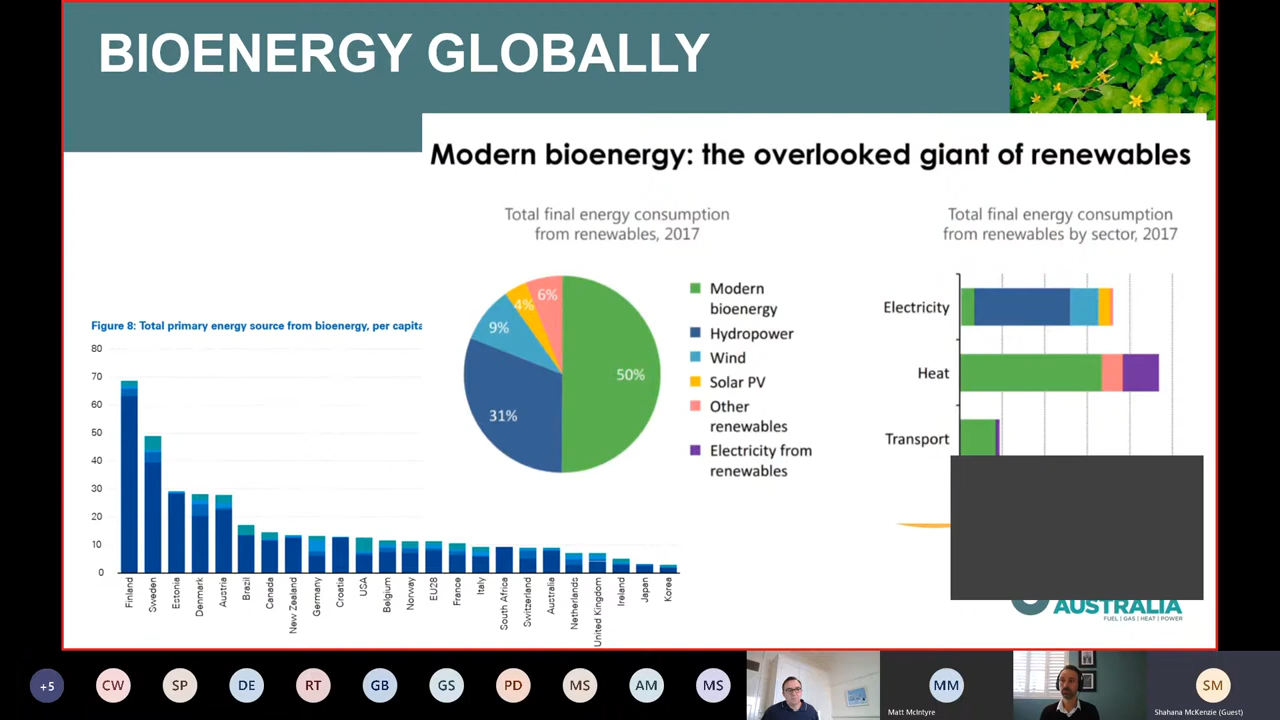 BIOENERGY GLOBALLY
Modern bioenergy: the overlooked giant of renewables
Total final energy consumption
from renewables, 2017
6%
4%
9%
50%
31%
Modern
bioenergy
Hydropower
Wind
Solar PV
Other
renewables
Electricity from
renewables
Total final energy consumption
from renewables by sector, 2017
Electricity
Heat
Transport
Figure 8: Total primary energy source from bioenergy, per capita
80
70
60
50
40
30
20
10
0
Finland
Sweden
Estonia
Denmark
Austria
Brazil
Canada
New Zealand
Germany
Croatia
USA
Belgium
Norway
EU28
France
Italy
South Africa
Switzerland
Australia
Netherlands
United Kingdom
Ireland
Japan
Korea
AUSTRALIA
FUEL | GAS | HEAT | POWER
+5
CW
SP
DE
RT
GB
GS
PD
MS
AM
MS
MM
Matt McIntyre
SM
Shahana McKenzie (Guest)